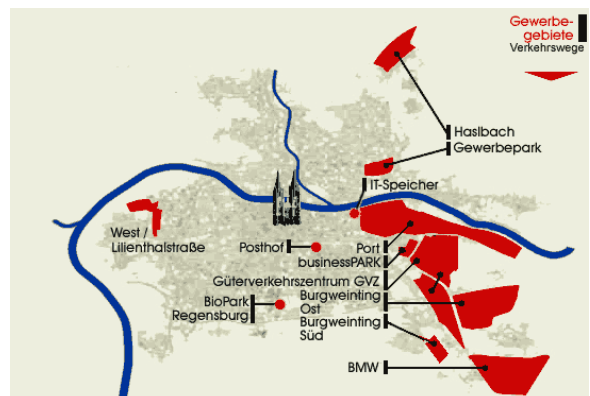 Gewerbe-
gebiete
Verkehrswege
Haslbach
Gewerbepark
IT-Speicher
West /
Lilienthalstraße
Posthof
Port
businessPARK
Güterverkehrszentrum GVZ
BioPark
Regensburg
Burgweinting
Ost
Burgweinting
Süd
BMW